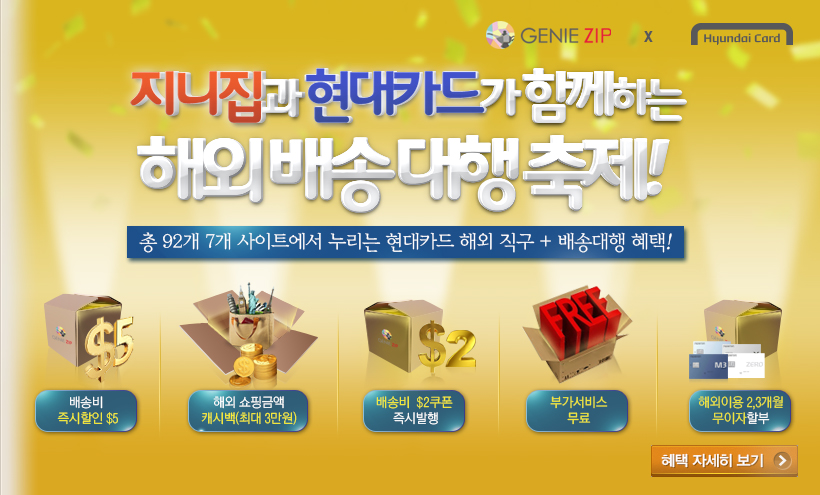 GENIE ZIP x Hyundai Card
지니집과 현대카드가 함께하는
해외 배송 대행 축제!
총 92개 7개 사이트에서 누리는 현대카드 해외 직구 + 배송대행 혜택!
$5
$2
FREE
M3
ZERO
배송비
즉시할인 $5
해외 쇼핑금액
캐시백(최대 3만원)
배송비 $2쿠폰
즉시발행
부가서비스
무료
해외이용 2,3개월
무이자할부
혜택 자세히 보기